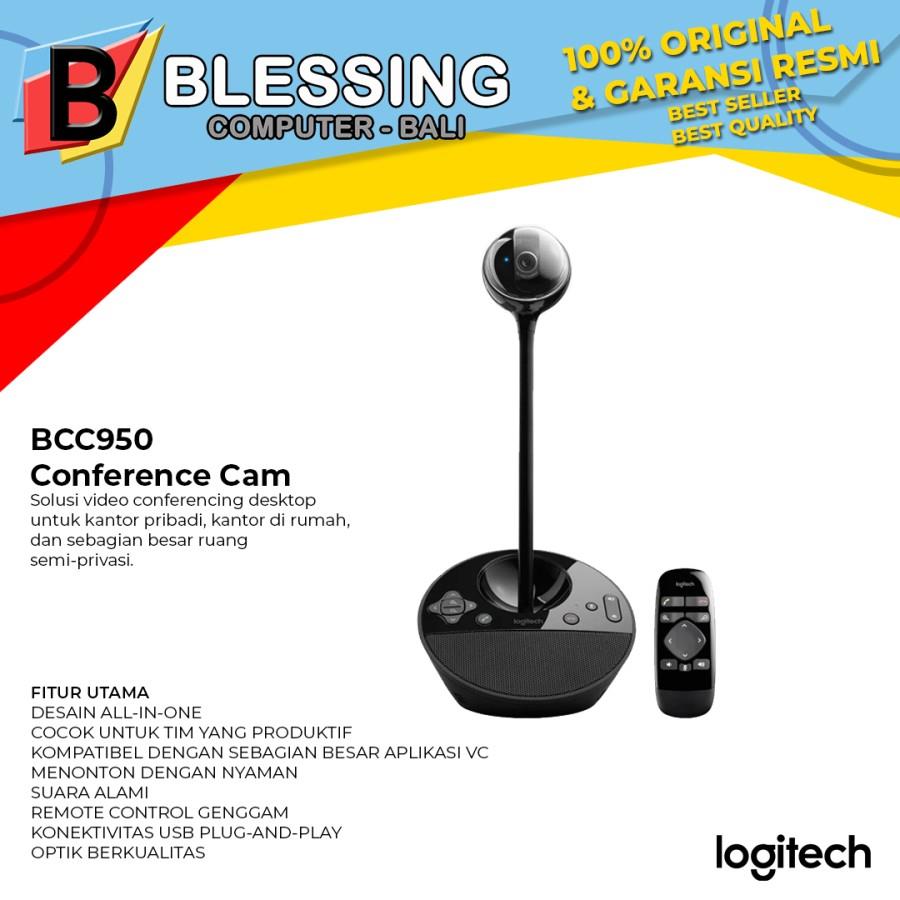 B
BLESSING
COMPUTER - BALI
100% ORIGINAL
& GARANSI RESMI
BEST SELLER
BEST QUALITY
BCC950
Conference Cam
Solusi video conferencing desktop
untuk kantor pribadi, kantor di rumah,
dan sebagian besar ruang
semi-privasi.
logitech
logitech
FITUR UTAMA
DESAIN ALL-IN-ONE
COCOK UNTUK TIM YANG PRODUKTIF
KOMPATIBEL DENGAN SEBAGIAN BESAR APLIKASI VC
MENONTON DENGAN NYAMAN
SUARA ALAMI
REMOTE CONTROL GENGGAM
KONEKTIVITAS USB PLUG-AND-PLAY
OPTIK BERKUALITAS
logitech